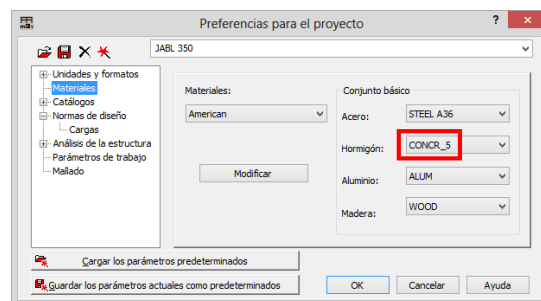 Preferencias para el proyecto
? ×
JABL 350
Unidades y formatos
Materiales
Catálogos
Normas de diseño
Cargas
Análisis de la estructura
Parámetros de trabajo
Mallado
Materiales:
American
Modificar
Conjunto básico
Acero: STEEL A36
Hormigón: CONCR_5
Aluminio: ALUM
Madera: WOOD
Cargar los parámetros predeterminados
Guardar los parámetros actuales como predeterminados
OK Cancelar Ayuda